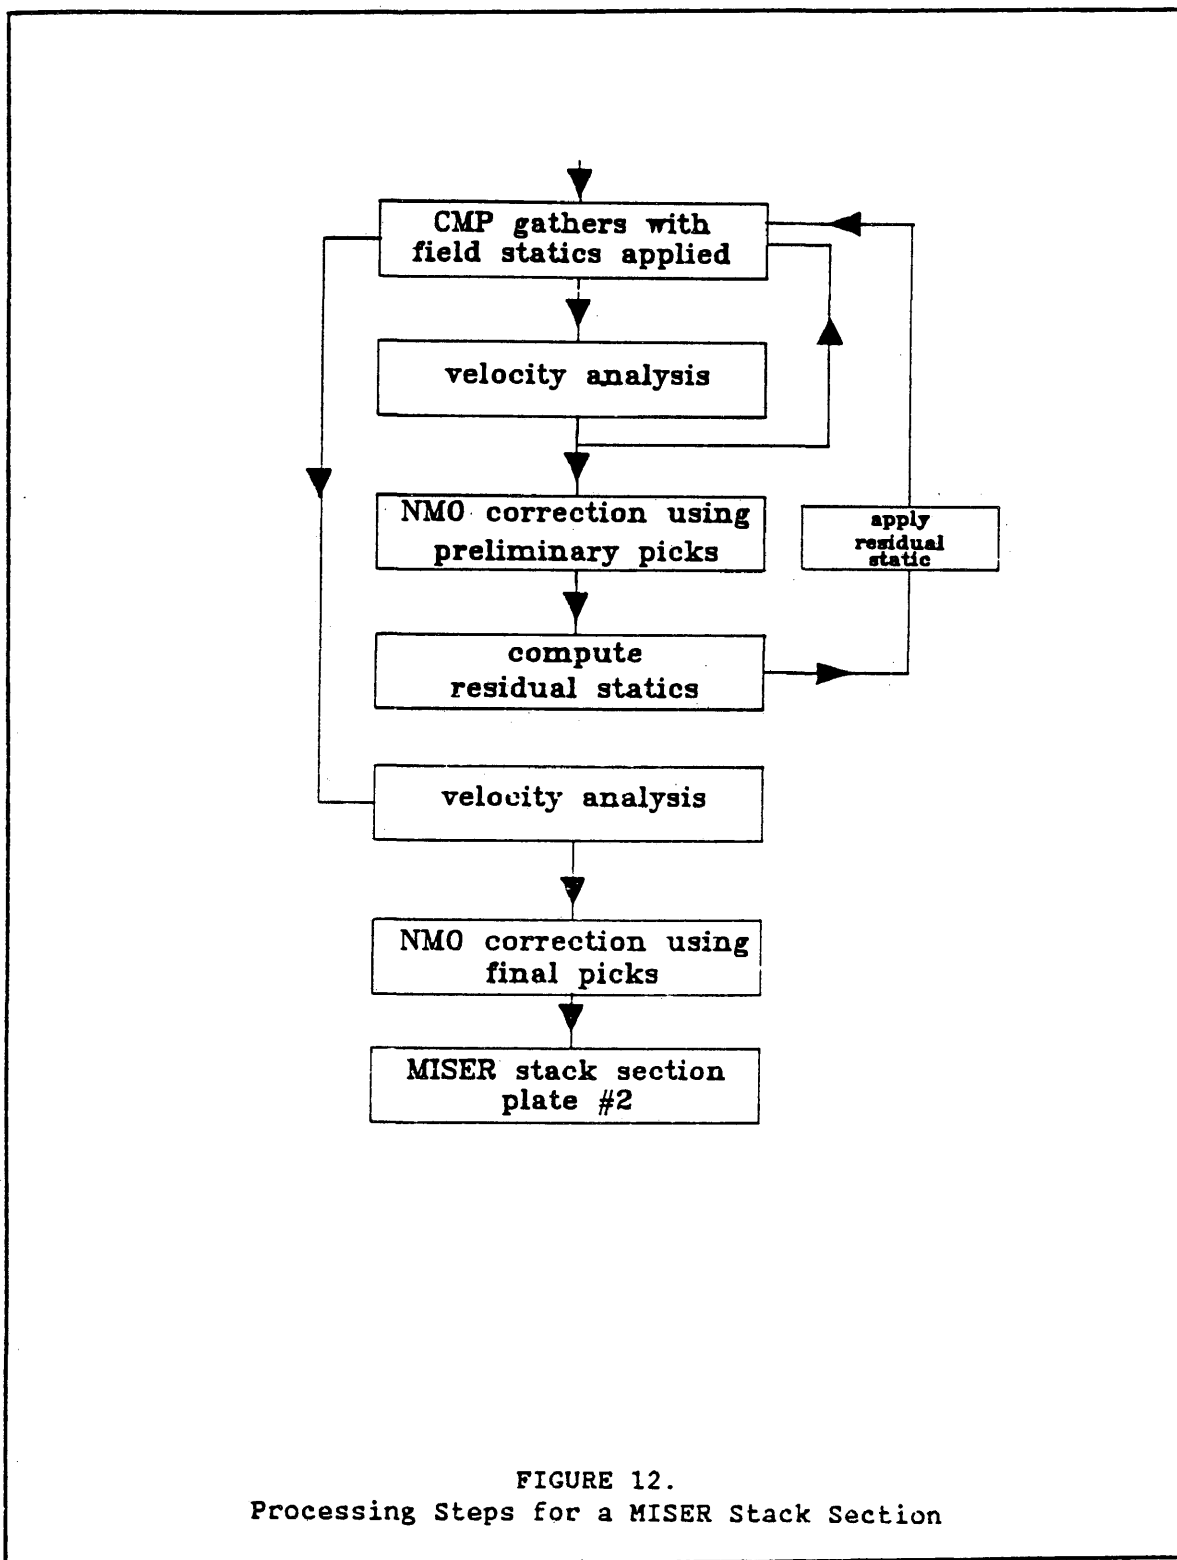 CMP gathers with
field statics applied
velocity analysis
NMO correction using
preliminary picks
apply
residual
static
compute
residual statics
velocity analysis
NMO correction using
final picks
MISER stack section
plate #2
FIGURE 12.
Processing Steps for a MISER Stack Section